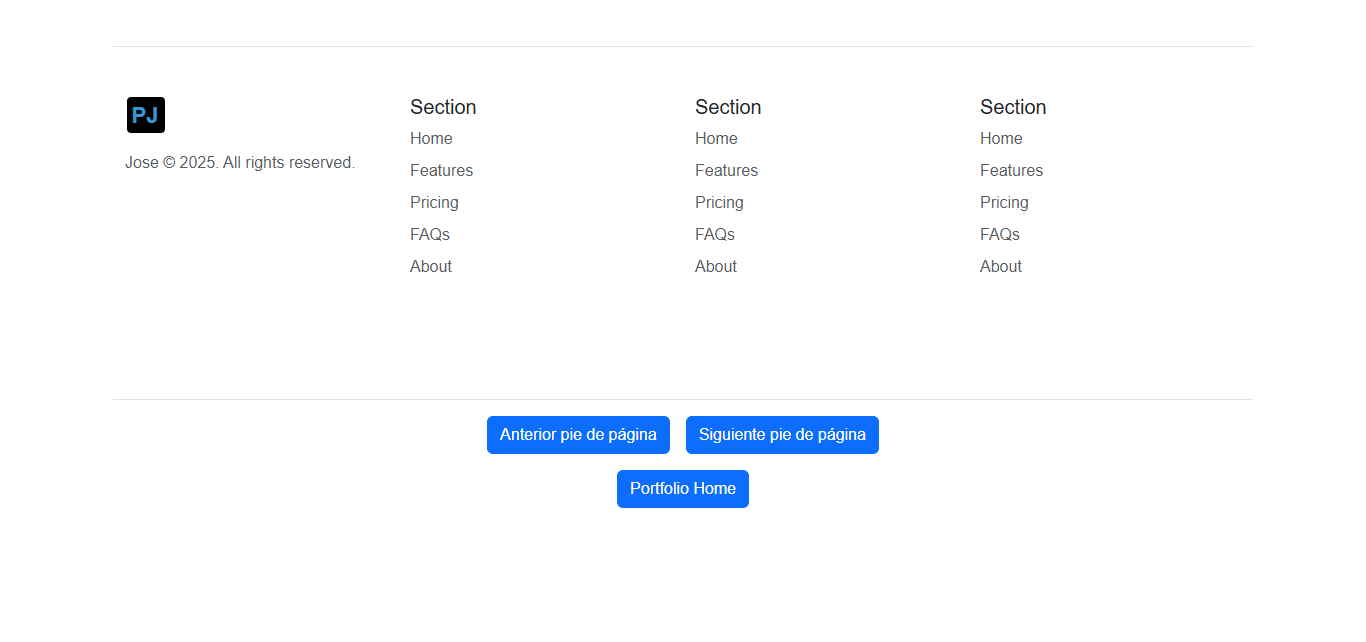 PJ
Jose © 2025. All rights reserved.
Section
Home
Features
Pricing
FAQs
About
Section
Home
Features
Pricing
FAQs
About
Section
Home
Features
Pricing
FAQs
About
Anterior pie de página
Siguiente pie de página
Portfolio Home